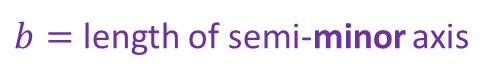 b = length of semi-minor axis